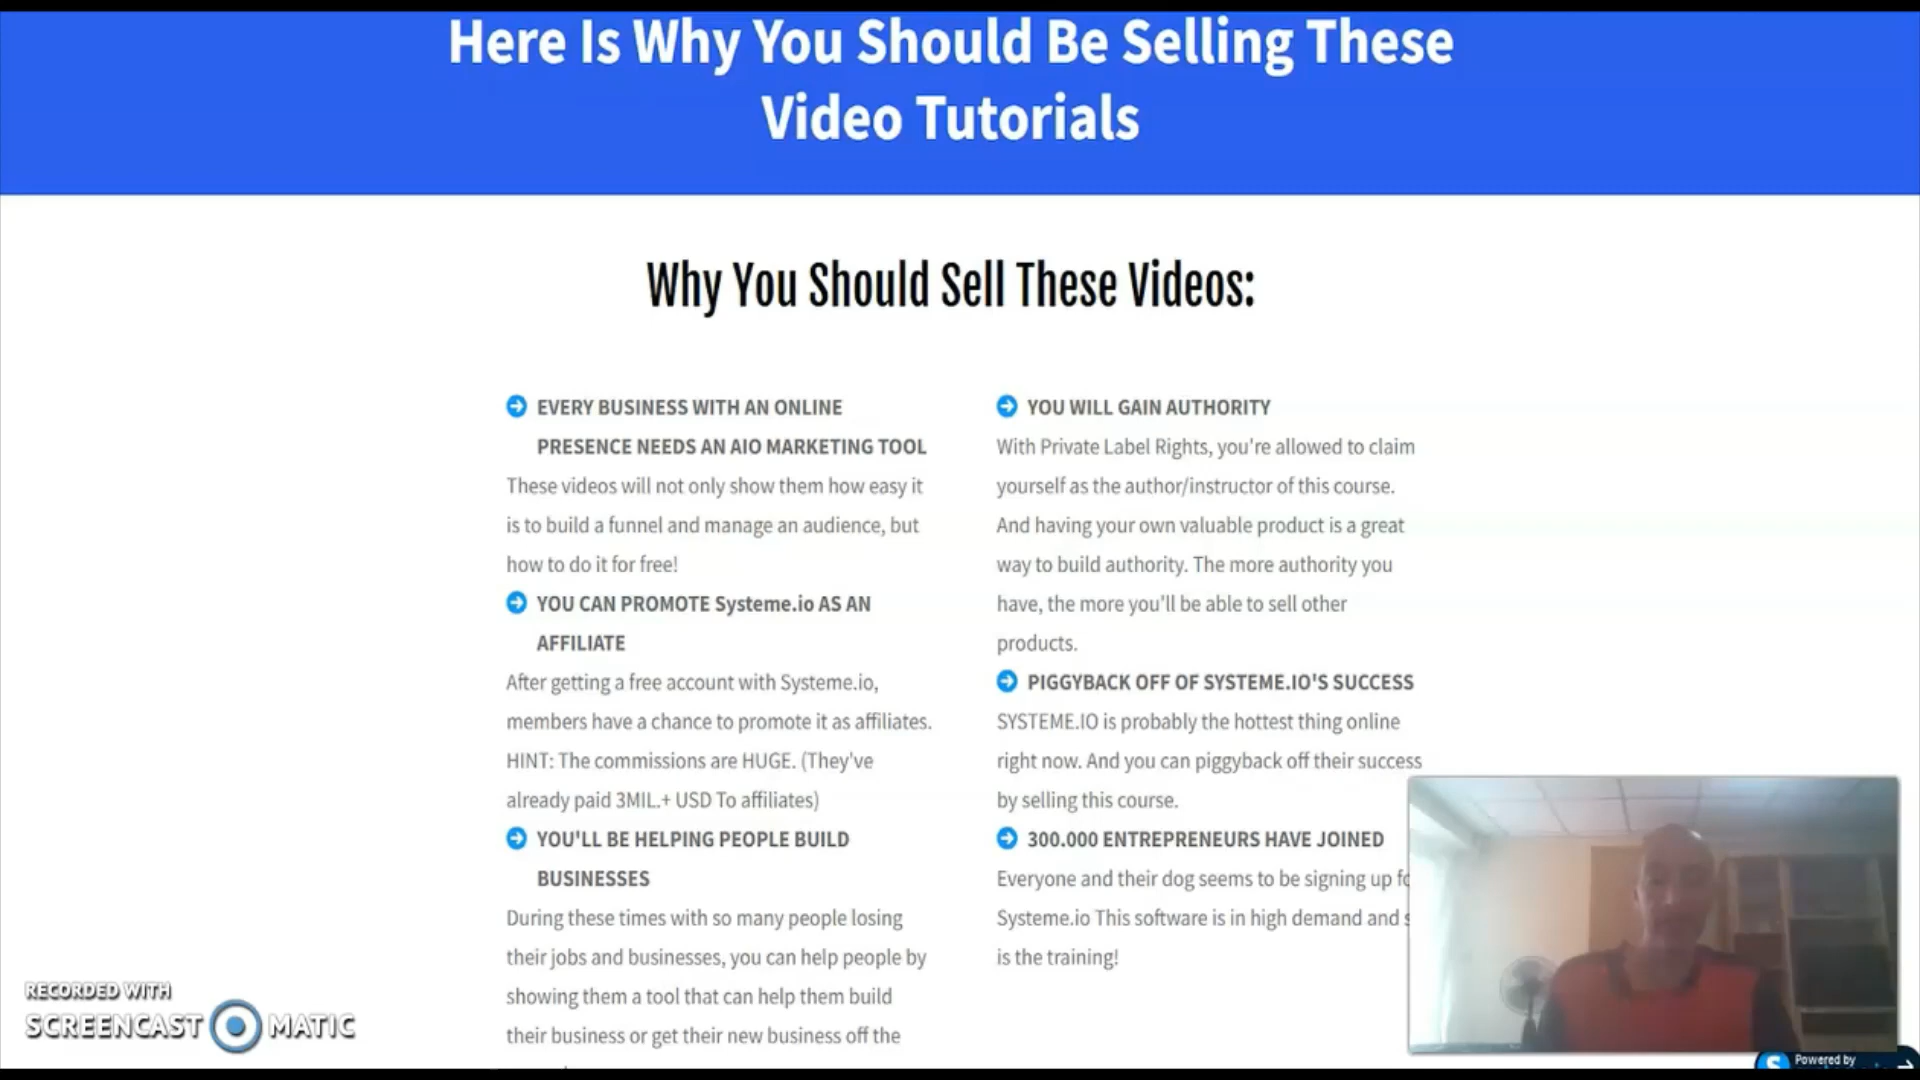 Here Is Why You Should Be Selling These
Video Tutorials
Why You Should Sell These Videos:
EVERY BUSINESS WITH AN ONLINE
PRESENCE NEEDS AN AIO MARKETING TOOL
These videos will not only show them how easy it
is to build a funnel and manage an audience, but
how to do it for free!
YOU CAN PROMOTE Systeme.io AS AN
AFFILIATE
After getting a free account with Systeme.io,
members have a chance to promote it as affiliates.
HINT: The commissions are HUGE. (They've
already paid 3MIL.+ USD To affiliates)
YOU'LL BE HELPING PEOPLE BUILD
BUSINESSES
During these times with so many people losing
their jobs and businesses, you can help people by
showing them a tool that can help them build
their business or get their new business off the
YOU WILL GAIN AUTHORITY
With Private Label Rights, you're allowed to claim
yourself as the author/instructor of this course.
And having your own valuable product is a great
way to build authority. The more authority you
have, the more you'll be able to sell other
products.
PIGGYBACK OFF OF SYSTEME.IO'S SUCCESS
SYSTEME.IO is probably the hottest thing online
right now. And you can piggyback off their success
by selling this course.
300.000 ENTREPRENEURS HAVE JOINED
Everyone and their dog seems to be signing up
Systeme.io This software is in high demand and
is the training!
RECORDED WITH
SCREENCAST MATIC
Powered by